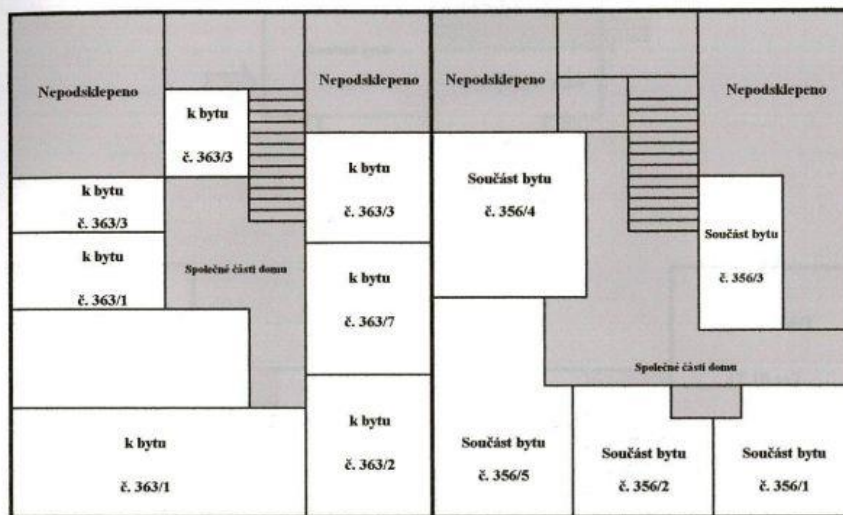 Nepodsklepeno
k bytu
č. 363/3
Nepodsklepeno
Nepodsklepeno
Nepodsklepeno
k bytu
č. 363/3
k bytu
č. 363/3
Součást bytu
č. 356/4
k bytu
č. 363/1
Společné části domu
k bytu
č. 363/7
Součást bytu
č. 356/3
Společné části domu
k bytu
č. 363/1
k bytu
č. 363/2
Součást bytu
č. 356/5
Součást bytu
č. 356/2
Součást bytu
č. 356/1